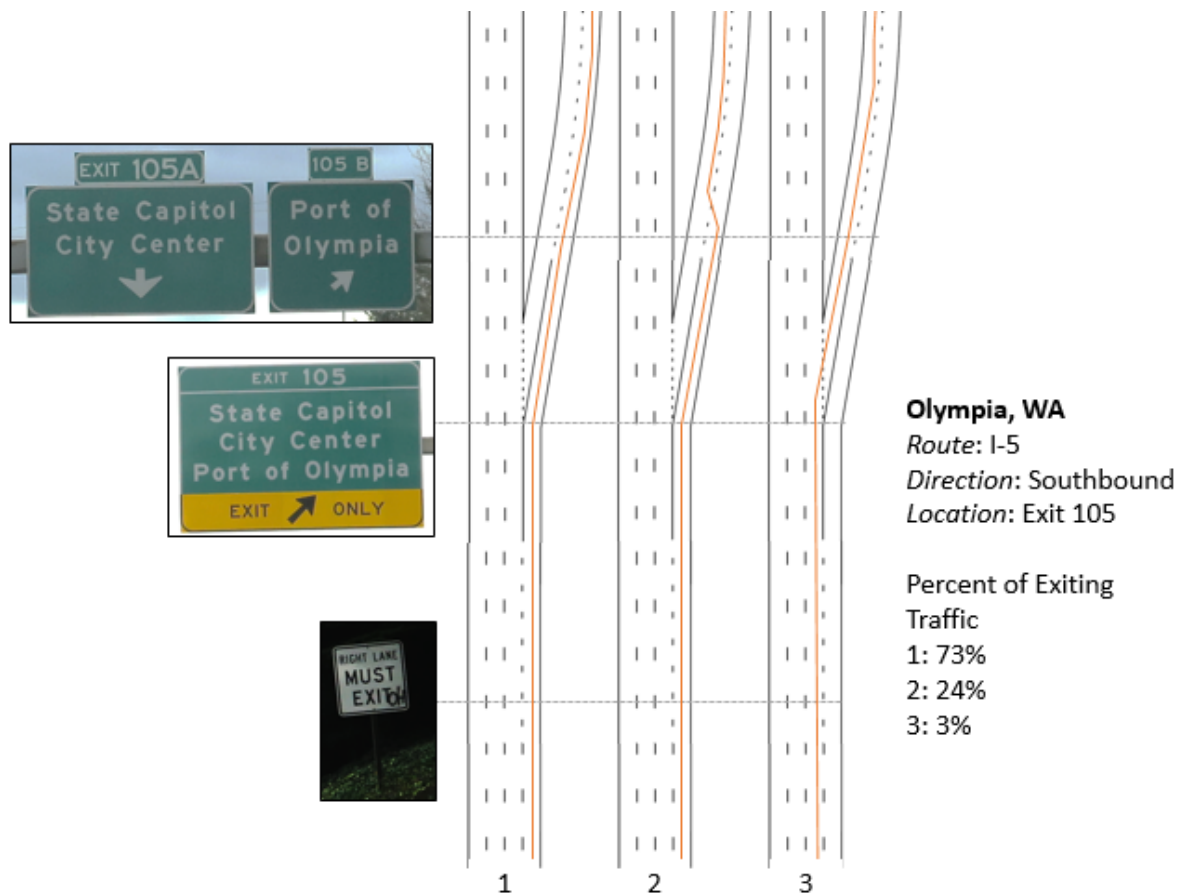 EXIT 105A
State Capitol
City Center
105 B
Port of
Olympia
EXIT 105
State Capitol
City Center
Port of Olympia
EXIT ONLY
RIGHT LANE
MUST
EXIT
Olympia, WA
Route: I-5
Direction: Southbound
Location: Exit 105
Percent of Exiting
Traffic
1: 73%
2: 24%
3: 3%
1 2 3